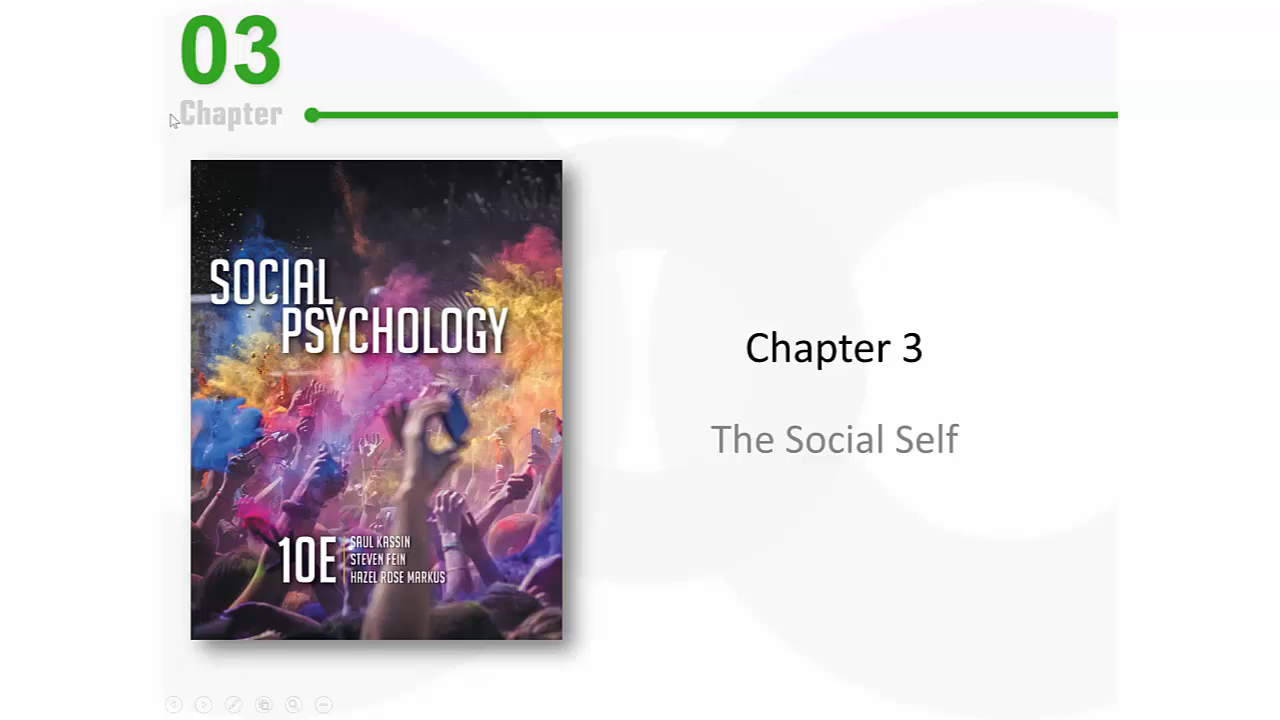 03
Chapter
SOCIAL
PSYCHOLOGY
10E
SAUL KASSIN
STEVEN FEIN
HAZEL ROSE MARKUS
Chapter 3
The Social Self